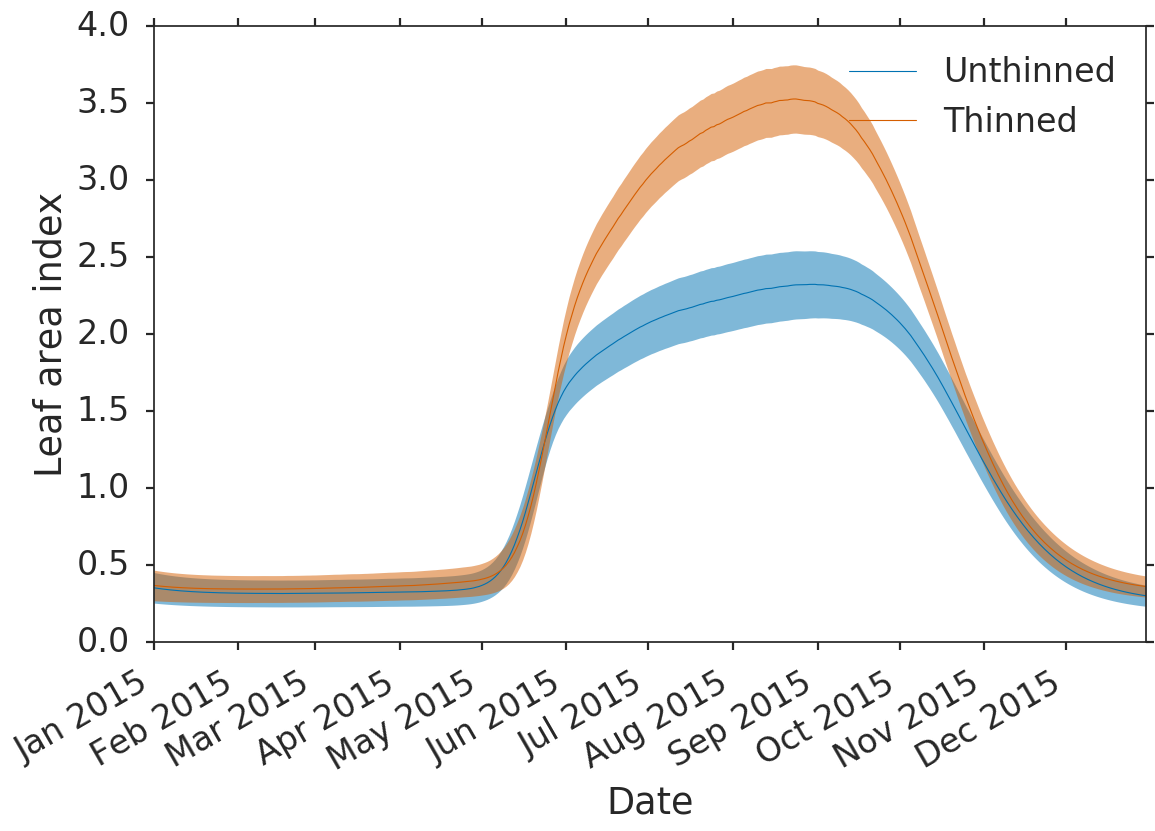 4.0
3.5
3.0
2.5
2.0
1.5
1.0
0.5
0.0
Leaf area index
Unthinned
Thinned
Jan 2015
Feb 2015
Mar 2015
Apr 2015
May 2015
Jun 2015
Jul 2015
Aug 2015
Sep 2015
Oct 2015
Nov 2015
Dec 2015
Date